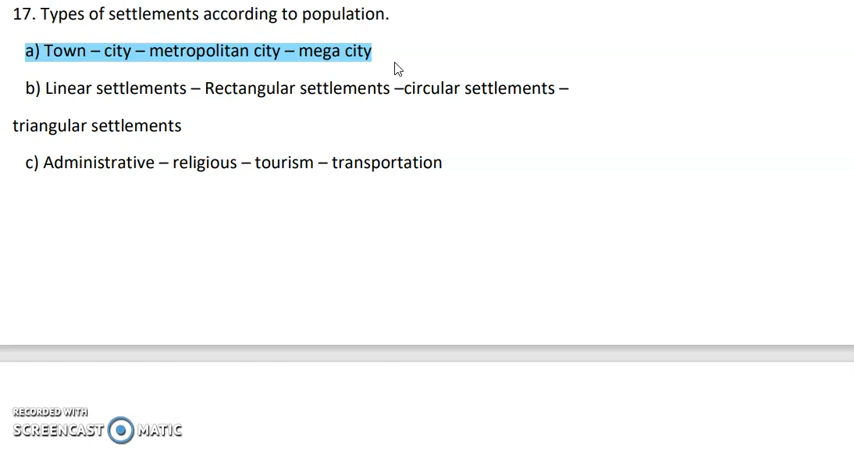 17. Types of settlements according to population.
a) Town – city – metropolitan city – mega city
b) Linear settlements – Rectangular settlements –circular settlements –
triangular settlements
c) Administrative – religious – tourism – transportation
RECORDED WITH
SCREENCAST MATIC